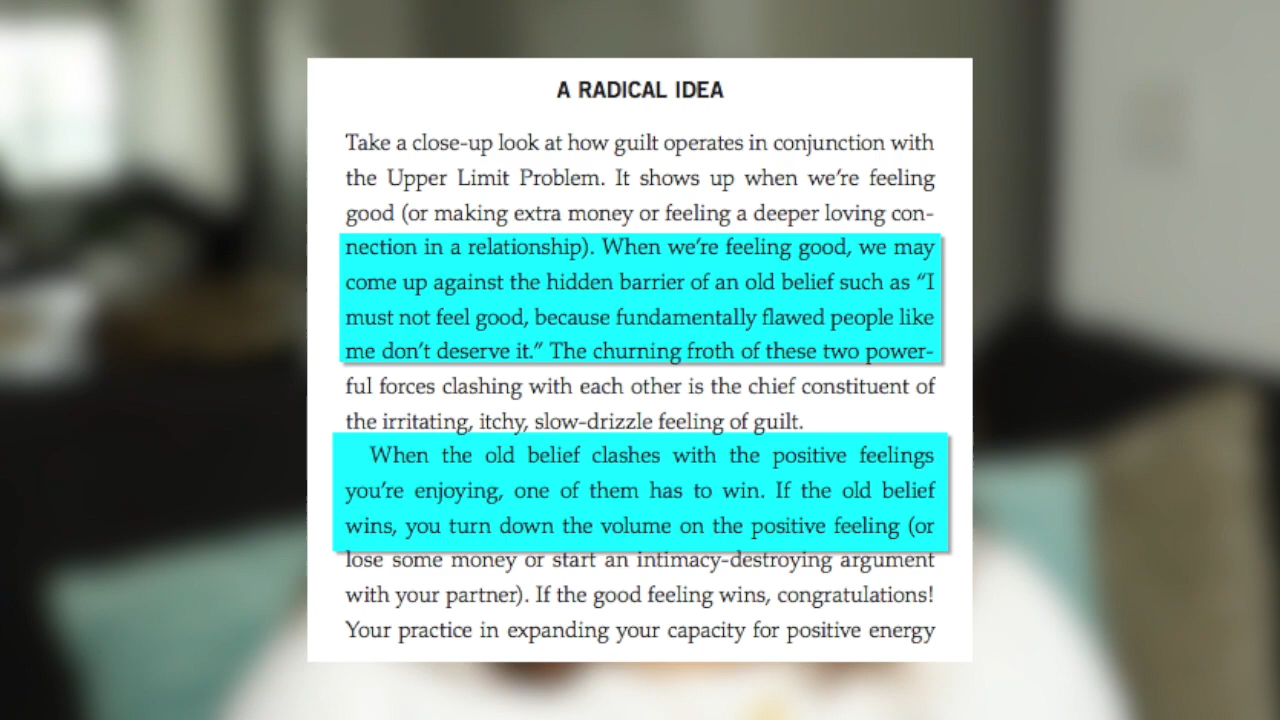 A RADICAL IDEA
Take a close-up look at how guilt operates in conjunction with
the Upper Limit Problem. It shows up when we're feeling
good (or making extra money or feeling a deeper loving con-
nection in a relationship). When we're feeling good, we may
come up against the hidden barrier of an old belief such as “I
must not feel good, because fundamentally flawed people like
me don't deserve it.” The churning froth of these two power-
ful forces clashing with each other is the chief constituent of
the irritating, itchy, slow-drizzle feeling of guilt.
When the old belief clashes with the positive feelings
you're enjoying, one of them has to win. If the old belief
wins, you turn down the volume on the positive feeling (or
lose some money or start an intimacy-destroying argument
with your partner). If the good feeling wins, congratulations!
Your practice in expanding your capacity for positive energy